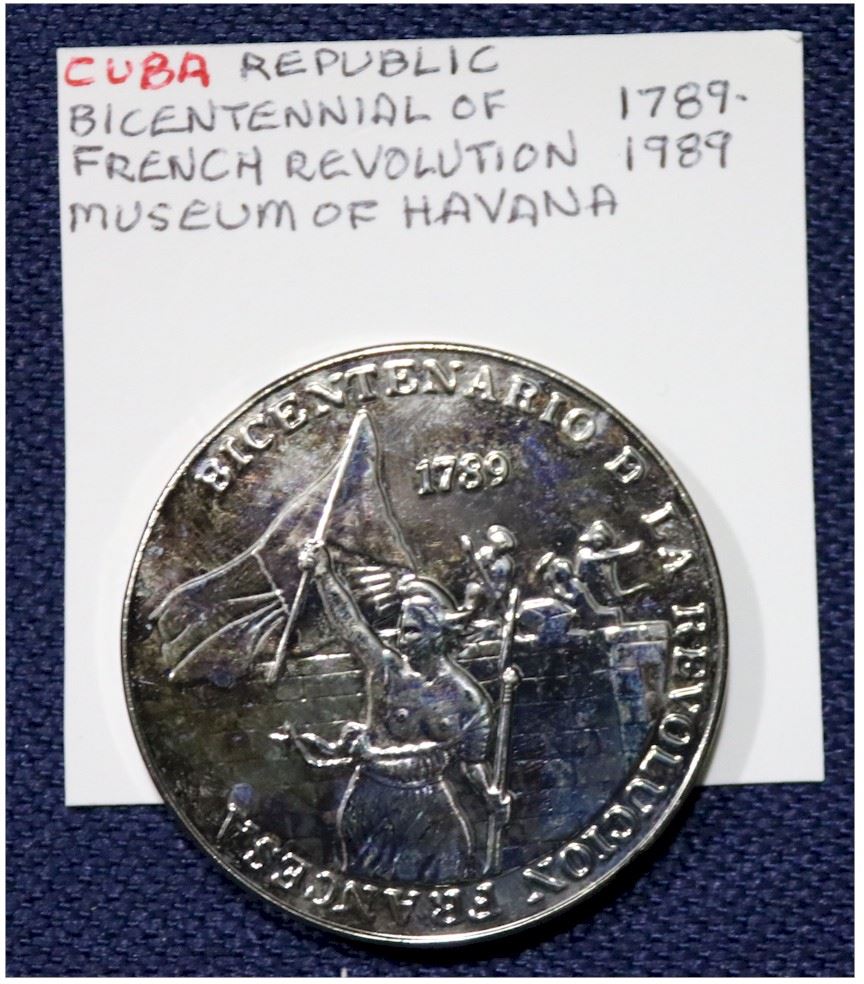 CUBA REPUBLIC
BICENTENNIAL OF 1789-
FRENCH REVOLUTION 1989
MUSEUM OF HAVANA
BICENTENARIO D LA REVOLUCION FRANCESA
1789